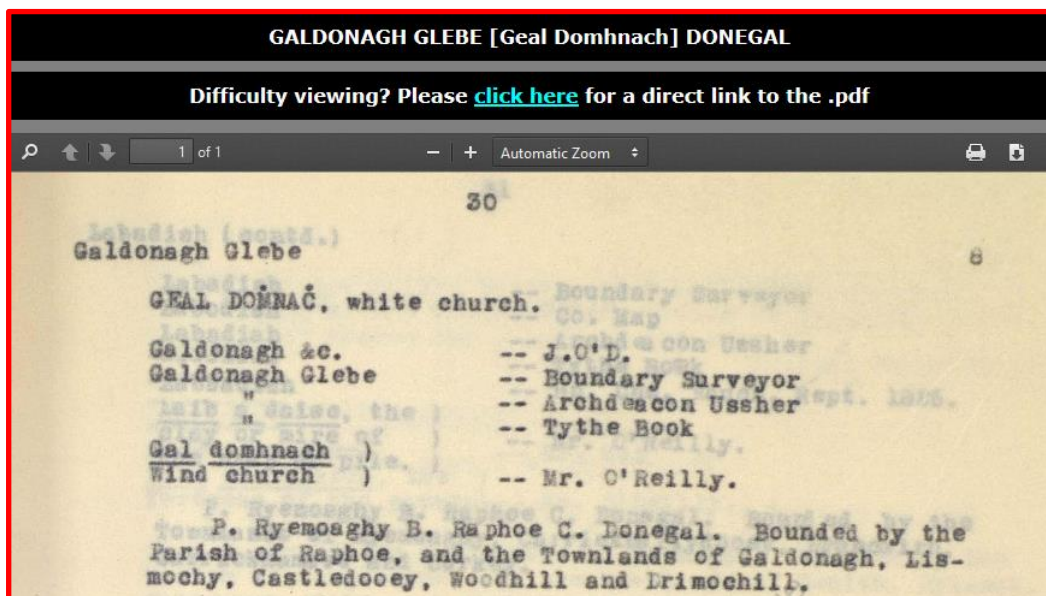 GALDONAGH GLEBE [Geal Domhnach] DONEGAL
Difficulty viewing? Please click here for a direct link to the .pdf
1 of 1 − + Automatic Zoom
30
Galdonagh Glebe 8
GEAL DOṀNAĊ, white church.
Galdonagh &c. -- J.O'D.
Galdonagh Glebe -- Boundary Surveyor
" -- Archdeacon Ussher
" -- Tythe Book
Gal domhnach )
Wind church ) -- Mr. O'Reilly.
P. Ryemoaghy B. Raphoe C. Donegal. Bounded by the
Parish of Raphoe, and the Townlands of Galdonagh, Lis-
mochy, Castledooey, Woodhill and Drimochill.